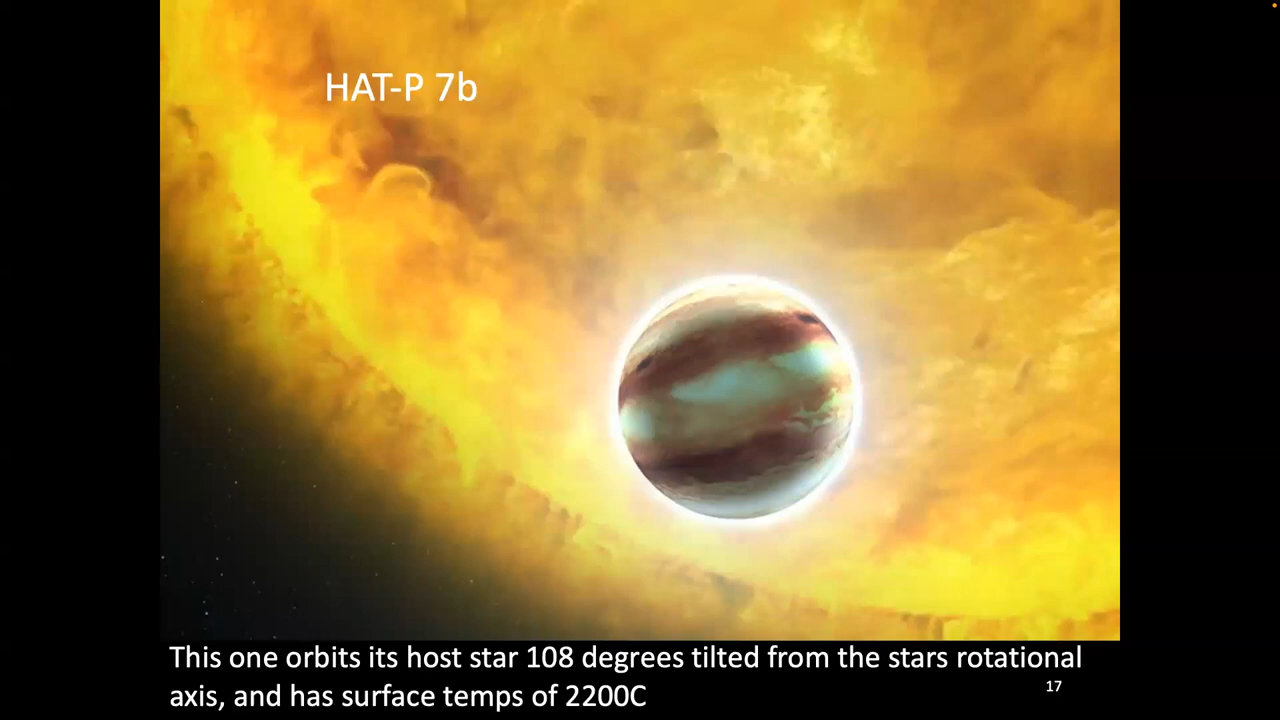 HAT-P 7b
This one orbits its host star 108 degrees tilted from the stars rotational
axis, and has surface temps of 2200C
17